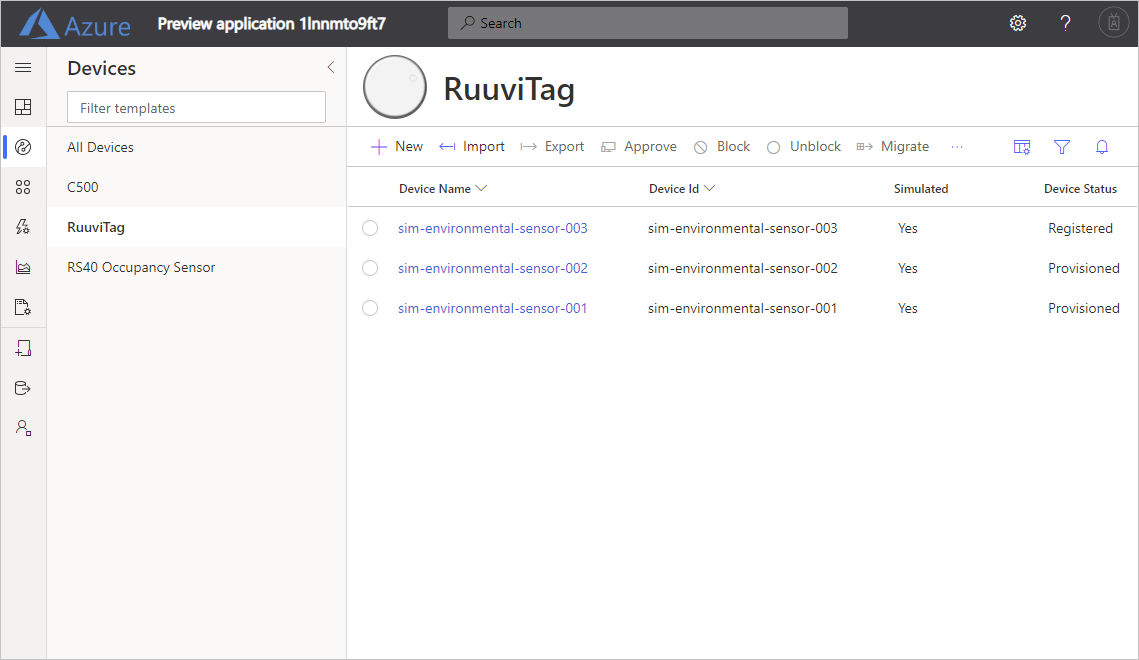 Azure Preview application 1lnnmto9ft7 Search ?
Devices
Filter templates
All Devices
C500
RuuviTag
RS40 Occupancy Sensor
RuuviTag
New Import Export Approve Block Unblock Migrate ...
Device Name Device Id Simulated Device Status
sim-environmental-sensor-003 sim-environmental-sensor-003 Yes Registered
sim-environmental-sensor-002 sim-environmental-sensor-002 Yes Provisioned
sim-environmental-sensor-001 sim-environmental-sensor-001 Yes Provisioned